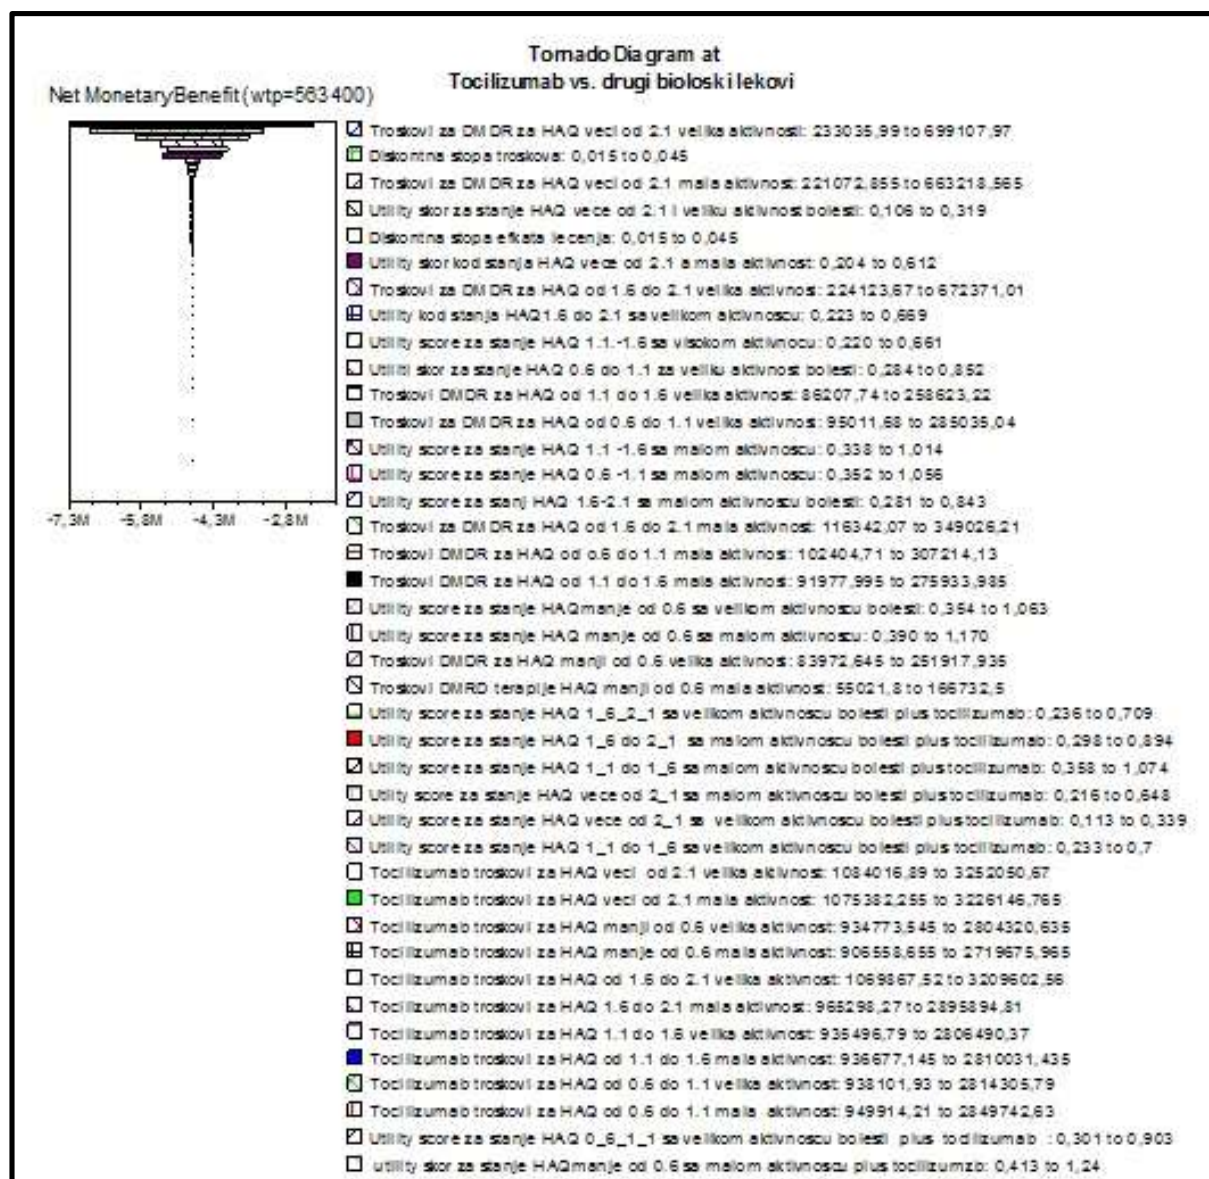 Tornado Diagram at
Tocilizumab vs. drugi bioloski lekovi
Net Monetary Benefit (wtp=563400)
Troskovi za DMDR za HAQ veci od 2.1 velika aktivnosti: 233035,99 to 699107,97
Diskontna stopa troskova: 0,015 to 0,045
Troskovi za DMDR za HAQ veci od 2.1 mala aktivnost: 221072,855 to 663218,565
Utility skor za stanje HAQ vece od 2.1 i veliku aktivnost bolesti: 0,106 to 0,319
Diskontna stopa efkata lecenja: 0,015 to 0,045
Utility skor kod stanja HAQ vece od 2.1 a mala aktivnost: 0,204 to 0,612
Troskovi za DMDR za HAQ od 1.6 do 2.1 velika aktivnost: 224123,67 to 672371,01
Utility kod stanja HAQ1.6 do 2.1 sa velikom aktivnoscu: 0,223 to 0,669
Utility score za stanje HAQ 1.1.-1.6 sa visokom aktivnocu: 0,220 to 0,661
Utiliti skor za stanje HAQ 0.6 do 1.1 za veliku aktivnost bolesti: 0,284 to 0,852
Troskovi DMDR za HAQ od 1.1 do 1.6 velika aktivnost: 86207,74 to 258623,22
Troskovi za DMDR za HAQ od 0.6 do 1.1 velika aktivnost: 95011,68 to 285035,04
Utility score za stanje HAQ 1.1 -1.6 sa malom aktivnoscu: 0,338 to 1,014
Utility score za stanje HAQ 0.6 -1.1 sa malom aktivnoscu: 0,352 to 1,056
Utility score za stanj HAQ 1.6-2.1 sa malom aktivnoscu bolesti: 0,281 to 0,843
-7,3M -5,8M -4,3M -2,8M
Troskovi za DMDR za HAQ od 1.6 do 2.1 mala aktivnost: 116342,07 to 349026,21
Troskovi DMDR za HAQ od o.6 do 1.1 mala aktivnost: 102404,71 to 307214,13
Troskovi DMDR za HAQ od 1.1 do 1.6 mala aktivnost: 91977,995 to 275933,985
Utility score za stanje HAQ manje od 0.6 sa velikom aktivnoscu bolesti: 0,354 to 1,063
Utility score za stanje HAQ manje od 0.6 sa malom aktivnoscu: 0,390 to 1,170
Troskovi DMDR za HAQ manji od 0.6 velika aktivnost: 83972,645 to 251917,935
Troskovi DMRD terapije HAQ manji od 0.6 mala aktivnost: 55021,8 to 166732,5
Utility score za stanje HAQ 1_6_2_1 sa velikom aktivnoscu bolesti plus tocilizumab: 0,236 to 0,709
Utility score za stanje HAQ 1_6 do 2_1 sa malom aktivnoscu bolesti plus tocilizumab: 0,298 to 0,894
Utility score za stanje HAQ 1_1 do 1_6 sa malom aktivnoscu bolesti plus tocilizumab: 0,358 to 1,074
Utlity score za stanje HAQ vece od 2_1 sa malom aktivnoscu bolesti plus tocilizumab: 0,216 to 0,648
Utility score za stanje HAQ vece od 2_1 sa velikom aktivnoscu bolesti plus tocilizumab: 0,113 to 0,339
Utility score za stanje HAQ 1_1 do 1_6 sa velikom aktivnoscu bolesti plus tocilizumab: 0,233 to 0,7
Tocilizumab troskovi za HAQ veci od 2.1 velika aktivnost: 1084016,89 to 3252050,67
Tocilizumab troskovi za HAQ veci od 2.1 mala aktivnost: 1075382,255 to 3226146,765
Tocilizumab troskovi za HAQ manji od 0.6 velika aktivnost: 934773,545 to 2804320,635
Tocilizumab troskovi za HAQ manje od 0.6 mala aktivnost: 906558,655 to 2719675,965
Tocilizumab troskovi za HAQ od 1.6 do 2.1 velika aktivnost: 1069867,52 to 3209602,56
Tocilizumab troskovi za HAQ 1.6 do 2.1 mala aktivnost: 965298,27 to 2895894,81
Tocilizumab troskovi za HAQ 1.1 do 1.6 velika aktivnost: 935496,79 to 2806490,37
Tocilizumab troskovi za HAQ od 1.1 do 1.6 mala aktivnost: 936677,145 to 2810031,435
Tocilizumab troskovi za HAQ od 0.6 do 1.1 velika aktivnost: 938101,93 to 2814305,79
Tocilizumab troskovi za HAQ od 0.6 do 1.1 mala aktivnost: 949914,21 to 2849742,63
Utility score za stanje HAQ 0_6_1_1 sa velikom aktivnoscu bolesti plus tocilizumab : 0,301 to 0,903
utility skor za stanje HAQ manje od 0.6 sa malom aktivnoscu plus tocilizumzb: 0,413 to 1,24